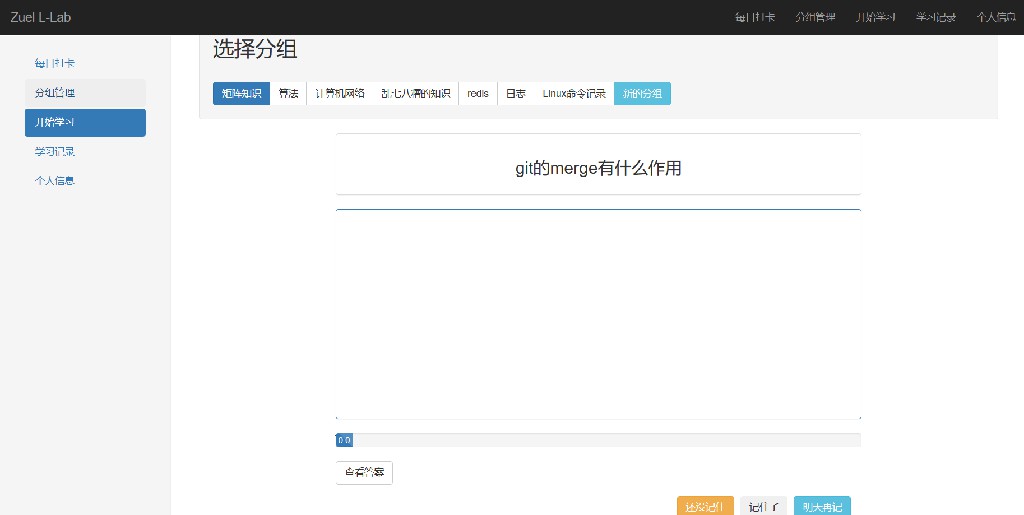 Zuel L-Lab
每日打卡 分组管理 开始学习 学习记录 个人信息
每日打卡
分组管理
开始学习
学习记录
个人信息
选择分组
矩阵知识 算法 计算机网络 乱七八糟的知识 redis 日志 Linux命令记录 新的分组
git的merge有什么作用
0.0
查看答案
还没记住 记住了 明天再记